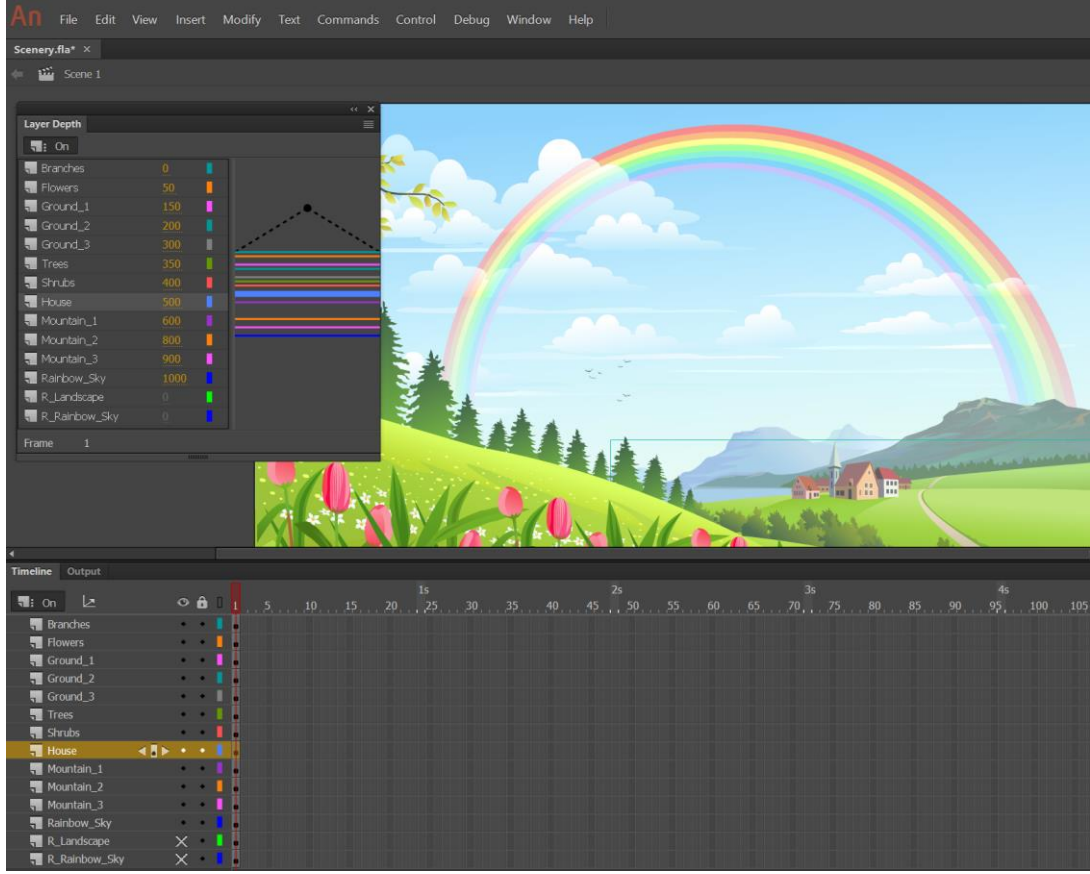 An File Edit View Insert Modify Text Commands Control Debug Window Help
Scenery.fla* ×
Scene 1
Layer Depth
On
Branches 0
Flowers 50
Ground_1 150
Ground_2 200
Ground_3 300
Trees 350
Shrubs 400
House 500
Mountain_1 600
Mountain_2 800
Mountain_3 900
Rainbow_Sky 1000
R_Landscape 0
R_Rainbow_Sky 0
Frame 1
Timeline Output
1s 2s 3s 4s
On 1 5 10 15 20 25 30 35 40 45 50 55 60 65 70 75 80 85 90 95 100 105
Branches
Flowers
Ground_1
Ground_2
Ground_3
Trees
Shrubs
House
Mountain_1
Mountain_2
Mountain_3
Rainbow_Sky
R_Landscape
R_Rainbow_Sky